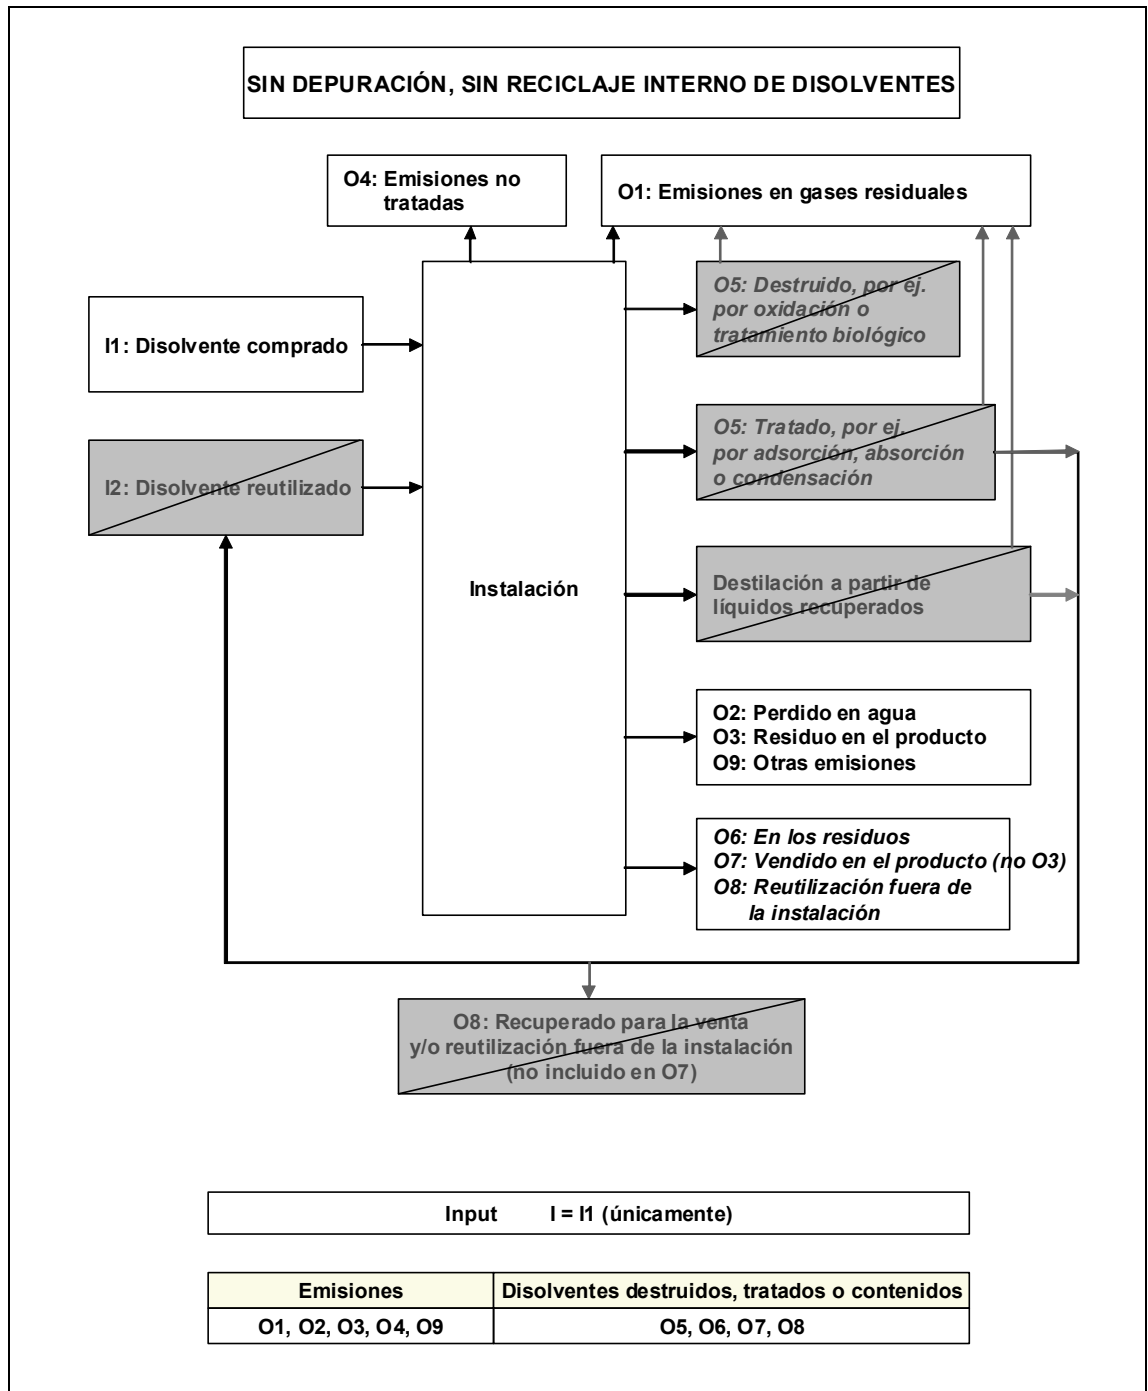 SIN DEPURACIÓN, SIN RECICLAJE INTERNO DE DISOLVENTES
O4: Emisiones no
tratadas
O1: Emisiones en gases residuales
I1: Disolvente comprado
I2: Disolvente reutilizado
Instalación
O5: Destruido, por ej.
por oxidación o
tratamiento biológico
O5: Tratado, por ej.
por adsorción, absorción
o condensación
Destilación a partir de
líquidos recuperados
O2: Perdido en agua
O3: Residuo en el producto
O9: Otras emisiones
O6: En los residuos
O7: Vendido en el producto (no O3)
O8: Reutilización fuera de
la instalación
O8: Recuperado para la venta
y/o reutilización fuera de la instalación
(no incluido en O7)
Input I = I1 (únicamente)
Emisiones Disolventes destruidos, tratados o contenidos
O1, O2, O3, O4, O9 O5, O6, O7, O8